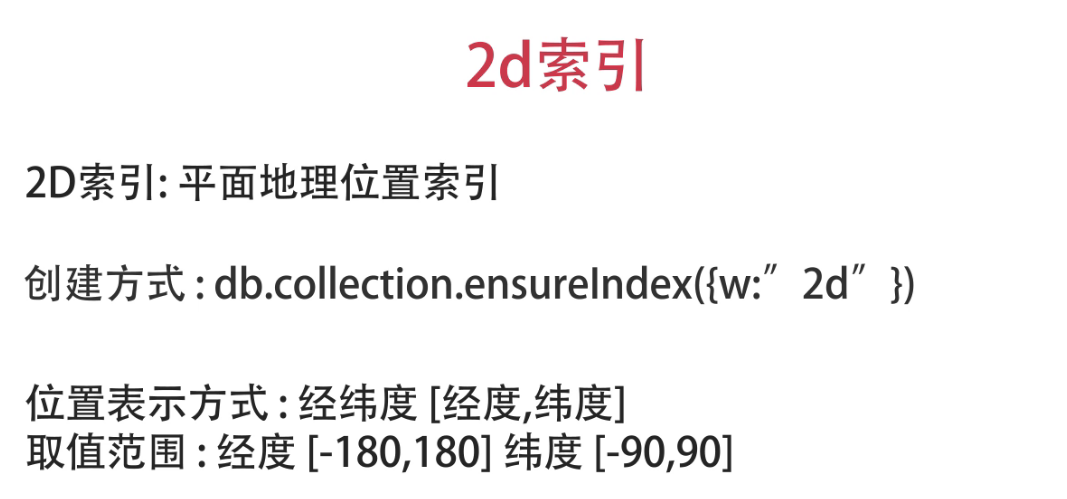 2d索引
2D索引: 平面地理位置索引
创建方式 : db.collection.ensureIndex({w:”2d”})
位置表示方式 : 经纬度 [经度,纬度]
取值范围 : 经度 [-180,180] 纬度 [-90,90]